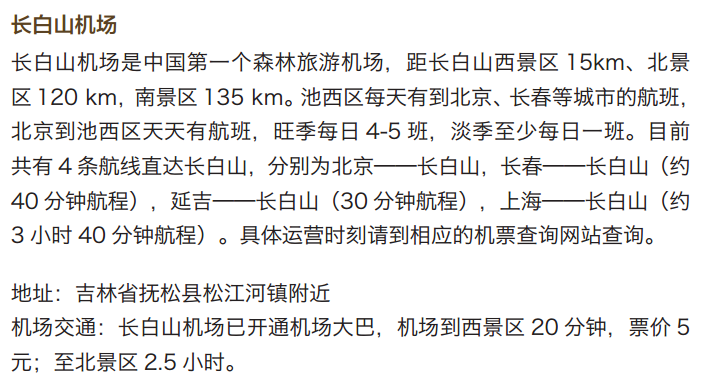 长白山机场
长白山机场是中国第一个森林旅游机场，距长白山西景区 15km、北景
区 120 km，南景区 135 km。池西区每天有到北京、长春等城市的航班，
北京到池西区天天有航班，旺季每日 4-5 班，淡季至少每日一班。目前
共有 4 条航线直达长白山，分别为北京——长白山，长春——长白山（约
40 分钟航程），延吉——长白山（30 分钟航程），上海——长白山（约
3 小时 40 分钟航程）。具体运营时刻请到相应的机票查询网站查询。
地址：吉林省抚松县松江河镇附近
机场交通：长白山机场已开通机场大巴，机场到西景区 20 分钟，票价 5
元；至北景区 2.5 小时。